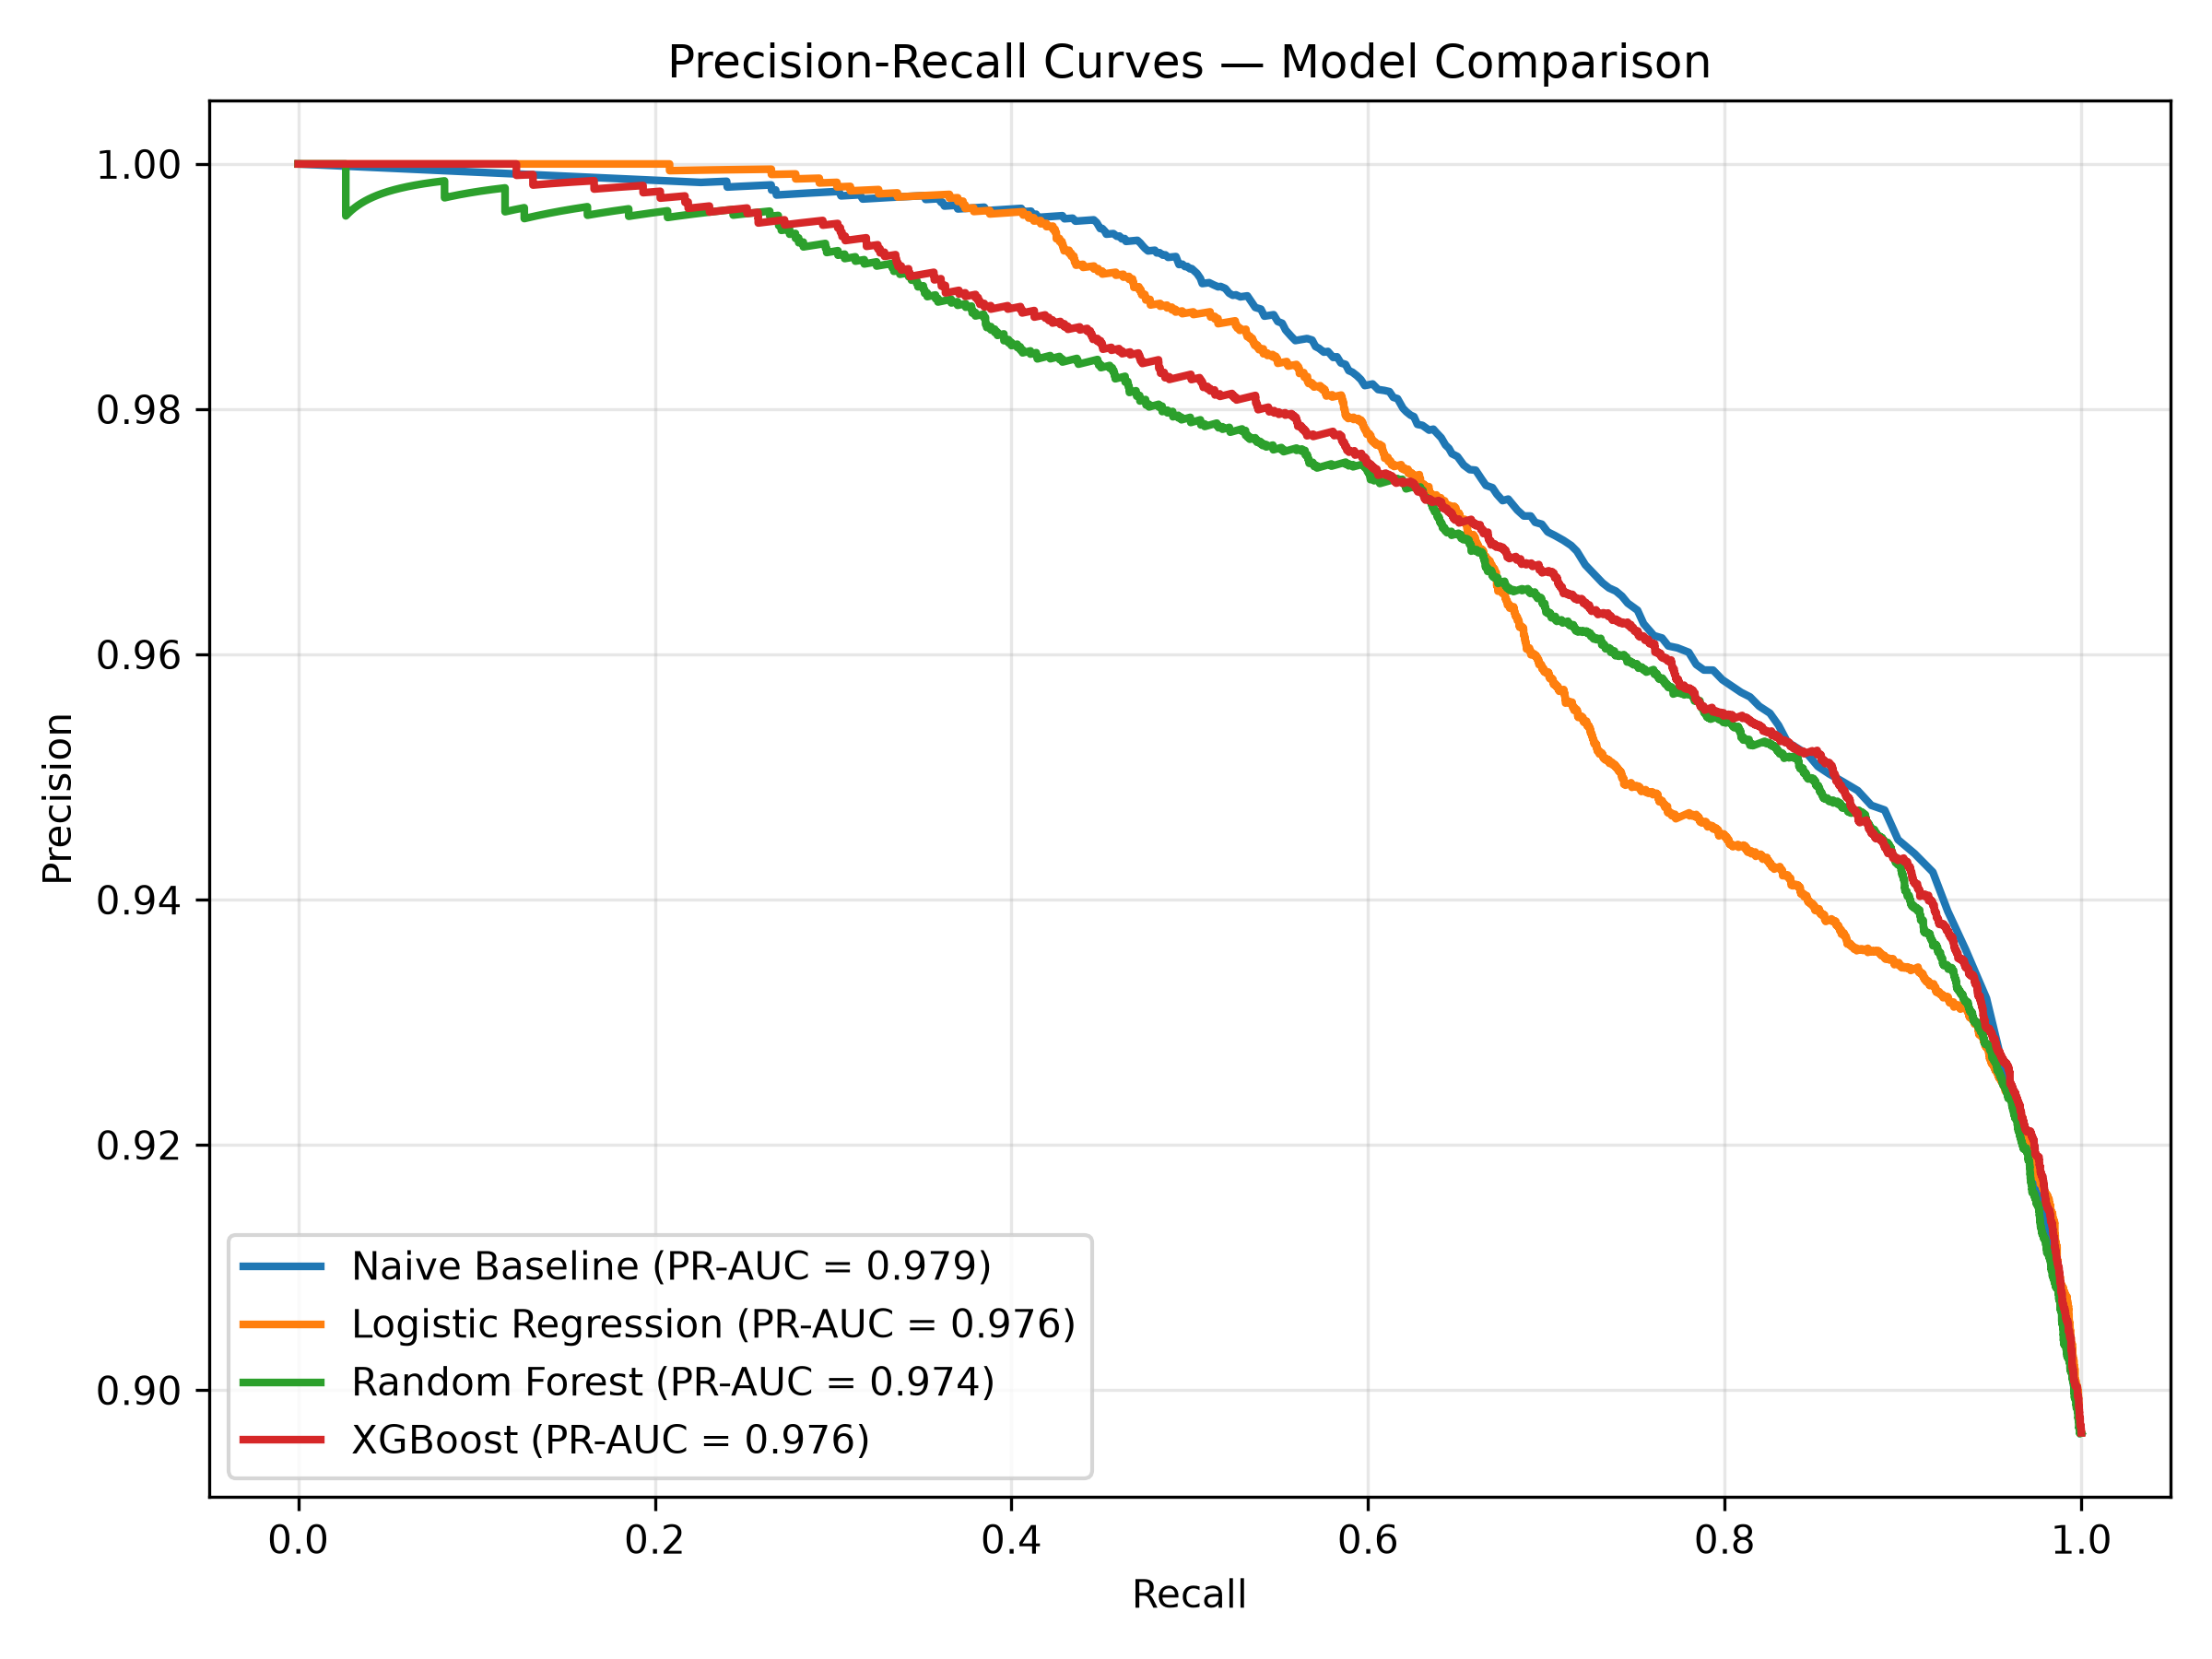 Precision-Recall Curves — Model Comparison
1.00
0.98
0.96
0.94
0.92
0.90
Precision
Naive Baseline (PR-AUC = 0.979)
Logistic Regression (PR-AUC = 0.976)
Random Forest (PR-AUC = 0.974)
XGBoost (PR-AUC = 0.976)
0.0 0.2 0.4 0.6 0.8 1.0
Recall